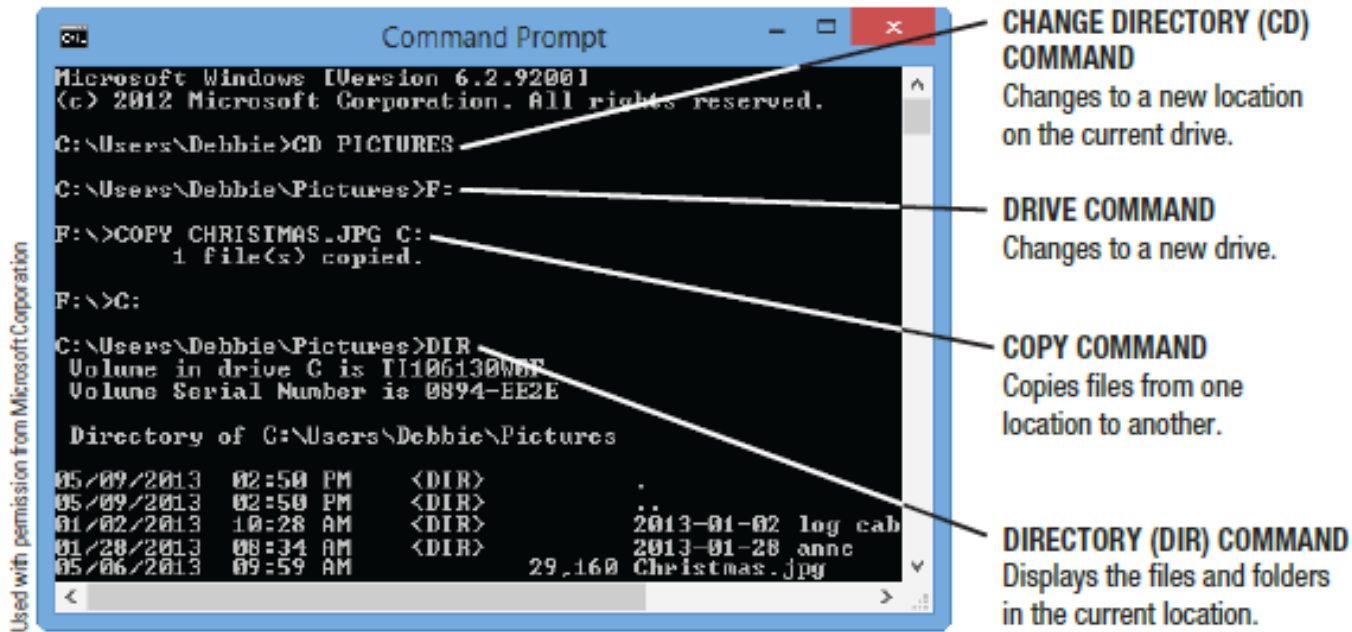 Command Prompt
Microsoft Windows [Version 6.2.9200]
(c) 2012 Microsoft Corporation. All rights reserved.
C:\Users\Debbie>CD PICTURES
C:\Users\Debbie\Pictures>F:
F:\>COPY CHRISTMAS.JPG C:
1 file(s) copied.
F:\>C:
C:\Users\Debbie\Pictures>DIR
Volume in drive C is TI106130W0F
Volume Serial Number is 0894-EE2E
Directory of C:\Users\Debbie\Pictures
05/09/2013 02:50 PM <DIR> .
05/09/2013 02:50 PM <DIR> ..
01/02/2013 10:28 AM <DIR> 2013-01-02 log cab
01/28/2013 08:34 AM <DIR> 2013-01-28 anne
05/06/2013 09:59 AM 29,160 Christmas.jpg
CHANGE DIRECTORY (CD)
COMMAND
Changes to a new location
on the current drive.
DRIVE COMMAND
Changes to a new drive.
COPY COMMAND
Copies files from one
location to another.
DIRECTORY (DIR) COMMAND
Displays the files and folders
in the current location.
Used with permission from Microsoft Corporation